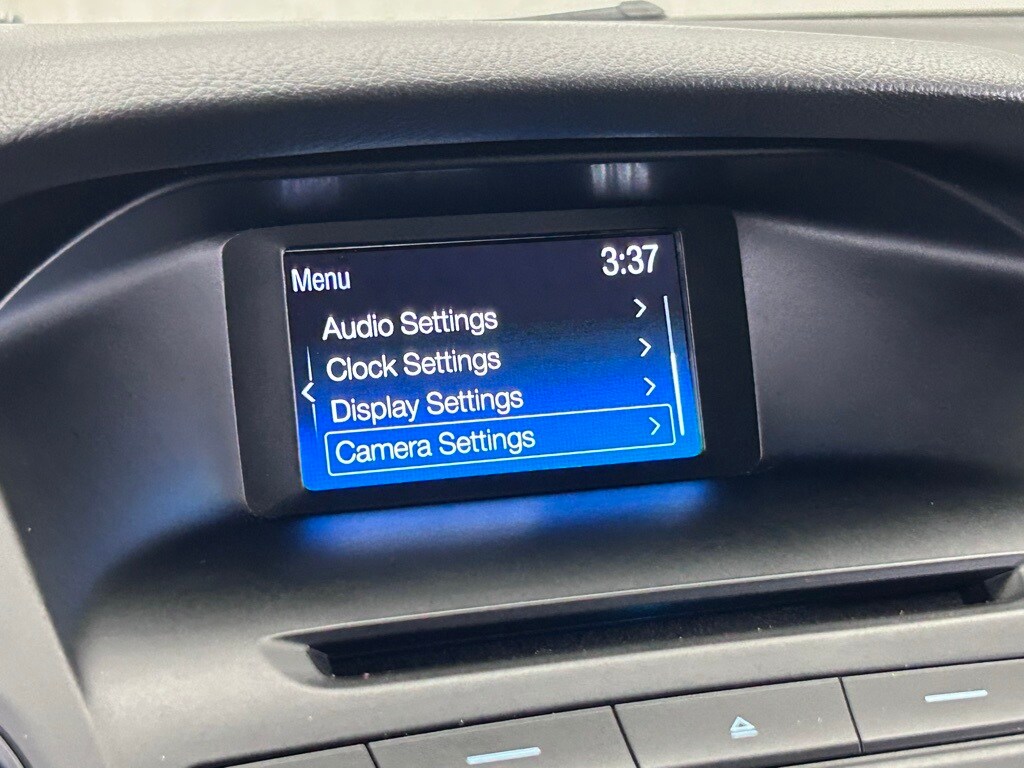 Menu 3:37
Audio Settings
Clock Settings
Display Settings
Camera Settings